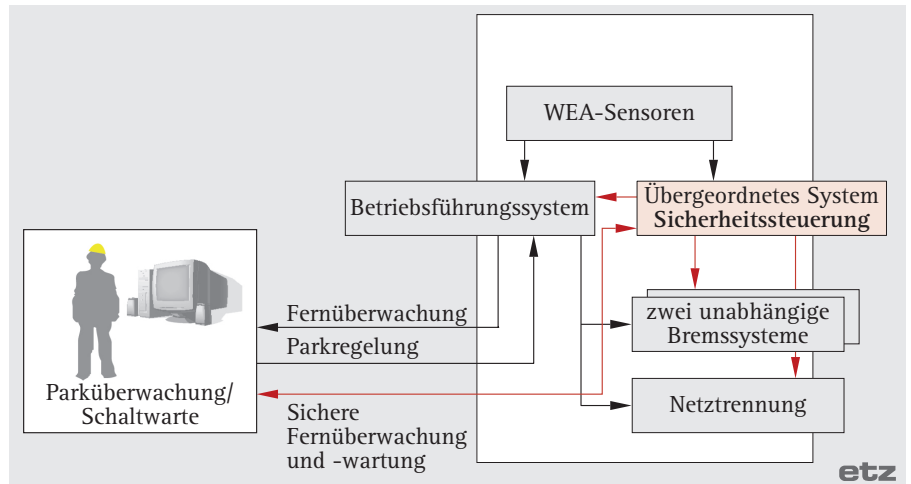 WEA-Sensoren
Betriebsführungssystem
Übergeordnetes System
Sicherheitssteuerung
Fernüberwachung
Parkregelung
zwei unabhängige
Bremssysteme
Parküberwachung/
Schaltwarte
Sichere
Fernüberwachung
und -wartung
Netztrennung
etz